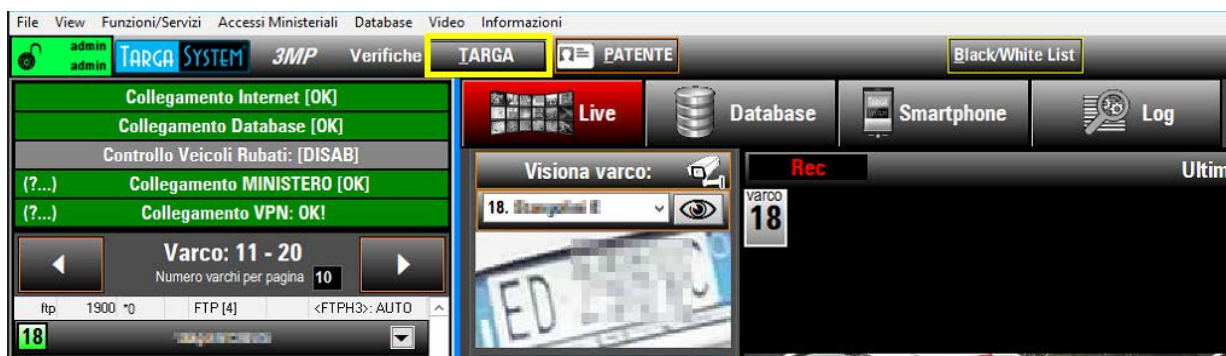 File View Funzioni/Servizi Accessi Ministeriali Database Video Informazioni
admin
admin
TARGA SYSTEM 3MP Verifiche TARGA PATENTE Black/White List
Collegamento Internet [OK]
Collegamento Database [OK]
Controllo Veicoli Rubati: [DISAB]
(?...) Collegamento MINISTERO [OK]
(?...) Collegamento VPN: OK!
Varco: 11 - 20
Numero varchi per pagina 10
ftp 1900 *0 FTP [4] <FTPH3>: AUTO
18
Live Database Smartphone Log
Visiona varco:
18.
ED
Rec Ultim
varco
18